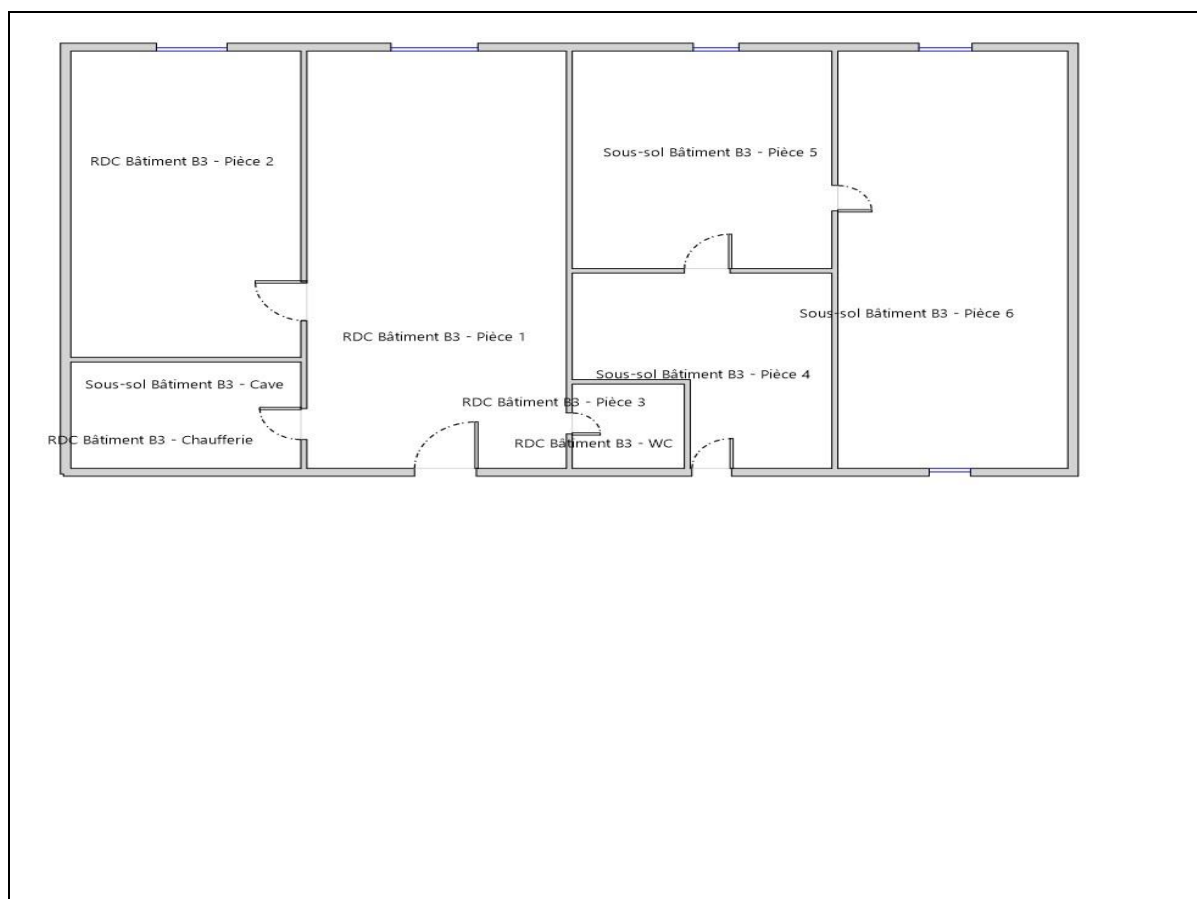 Sous-sol Bâtiment B3 - Pièce 5
RDC Bâtiment B3 - Pièce 2
Sous-sol Bâtiment B3 - Pièce 6
RDC Bâtiment B3 - Pièce 1
Sous-sol Bâtiment B3 - Pièce 4
Sous-sol Bâtiment B3 - Cave
RDC Bâtiment B3 - Pièce 3
RDC Bâtiment B3 - Chaufferie
RDC Bâtiment B3 - WC